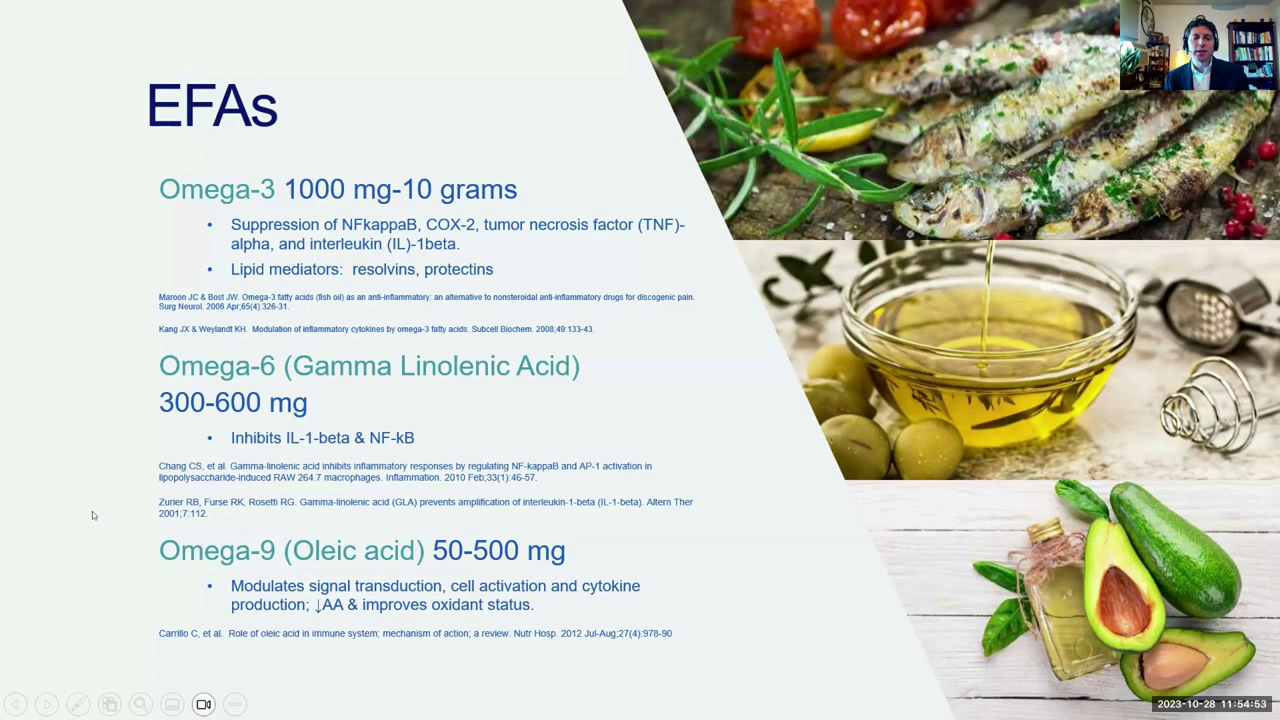 EFAs
Omega-3 1000 mg-10 grams
• Suppression of NFkappaB, COX-2, tumor necrosis factor (TNF)-
alpha, and interleukin (IL)-1beta.
• Lipid mediators:  resolvins, protectins
Maroon JC & Bost JW. Omega-3 fatty acids (fish oil) as an anti-inflammatory: an alternative to nonsteroidal anti-inflammatory drugs for discogenic pain.
Surg Neurol. 2006 Apr;65(4):326-31.
Kang JX & Weylandt KH.  Modulation of inflammatory cytokines by omega-3 fatty acids. Subcell Biochem. 2008;49:133-43.
Omega-6 (Gamma Linolenic Acid)
300-600 mg
• Inhibits IL-1-beta & NF-kB
Chang CS, et al. Gamma-linolenic acid inhibits inflammatory responses by regulating NF-kappaB and AP-1 activation in
lipopolysaccharide-induced RAW 264.7 macrophages. Inflammation. 2010 Feb;33(1):46-57.
Zurier RB, Furse RK, Rosetti RG. Gamma-linolenic acid (GLA) prevents amplification of interleukin-1-beta (IL-1-beta). Altern Ther
2001;7:112.
Omega-9 (Oleic acid) 50-500 mg
• Modulates signal transduction, cell activation and cytokine
production; ↓AA & improves oxidant status.
Carrillo C, et al.  Role of oleic acid in immune system; mechanism of action; a review. Nutr Hosp. 2012 Jul-Aug;27(4):978-90
2023-10-28 11:54:53